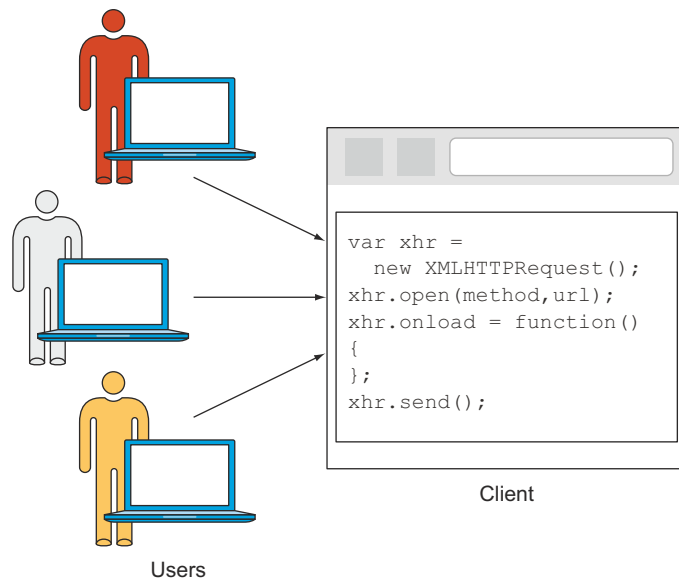 var xhr =
new XMLHTTPRequest();
xhr.open(method,url);
xhr.onload = function()
{
};
xhr.send();
Client
Users